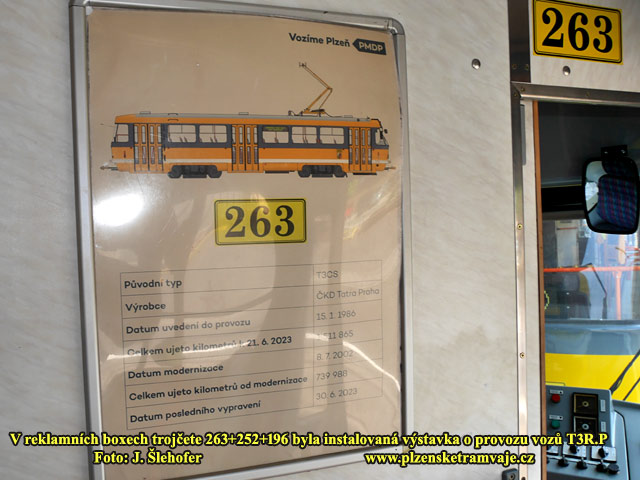 Vozíme Plzeň PMDP
263
263
Původní typ T3CS
Výrobce ČKD Tatra Praha
Datum uvedení do provozu 15. 1. 1986
Celkem ujeto kilometrů k 21. 6. 2023 611 865
Datum modernizace 8. 7. 2002
Celkem ujeto kilometrů od modernizace 739 988
Datum posledního vypravení 30. 6. 2023
V reklamních boxech trojčete 263+252+196 byla instalovaná výstavka o provozu vozů T3R.P
Foto: J. Šlehofer www.plzensketramvaje.cz